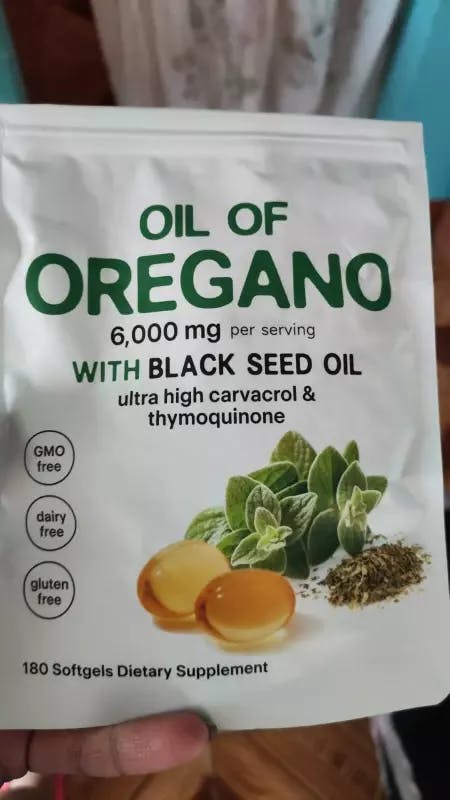 OIL OF
OREGANO
6,000 mg per serving
WITH BLACK SEED OIL
ultra high carvacrol &
thymoquinone
GMO
free
dairy
free
gluten
free
180 Softgels Dietary Supplement